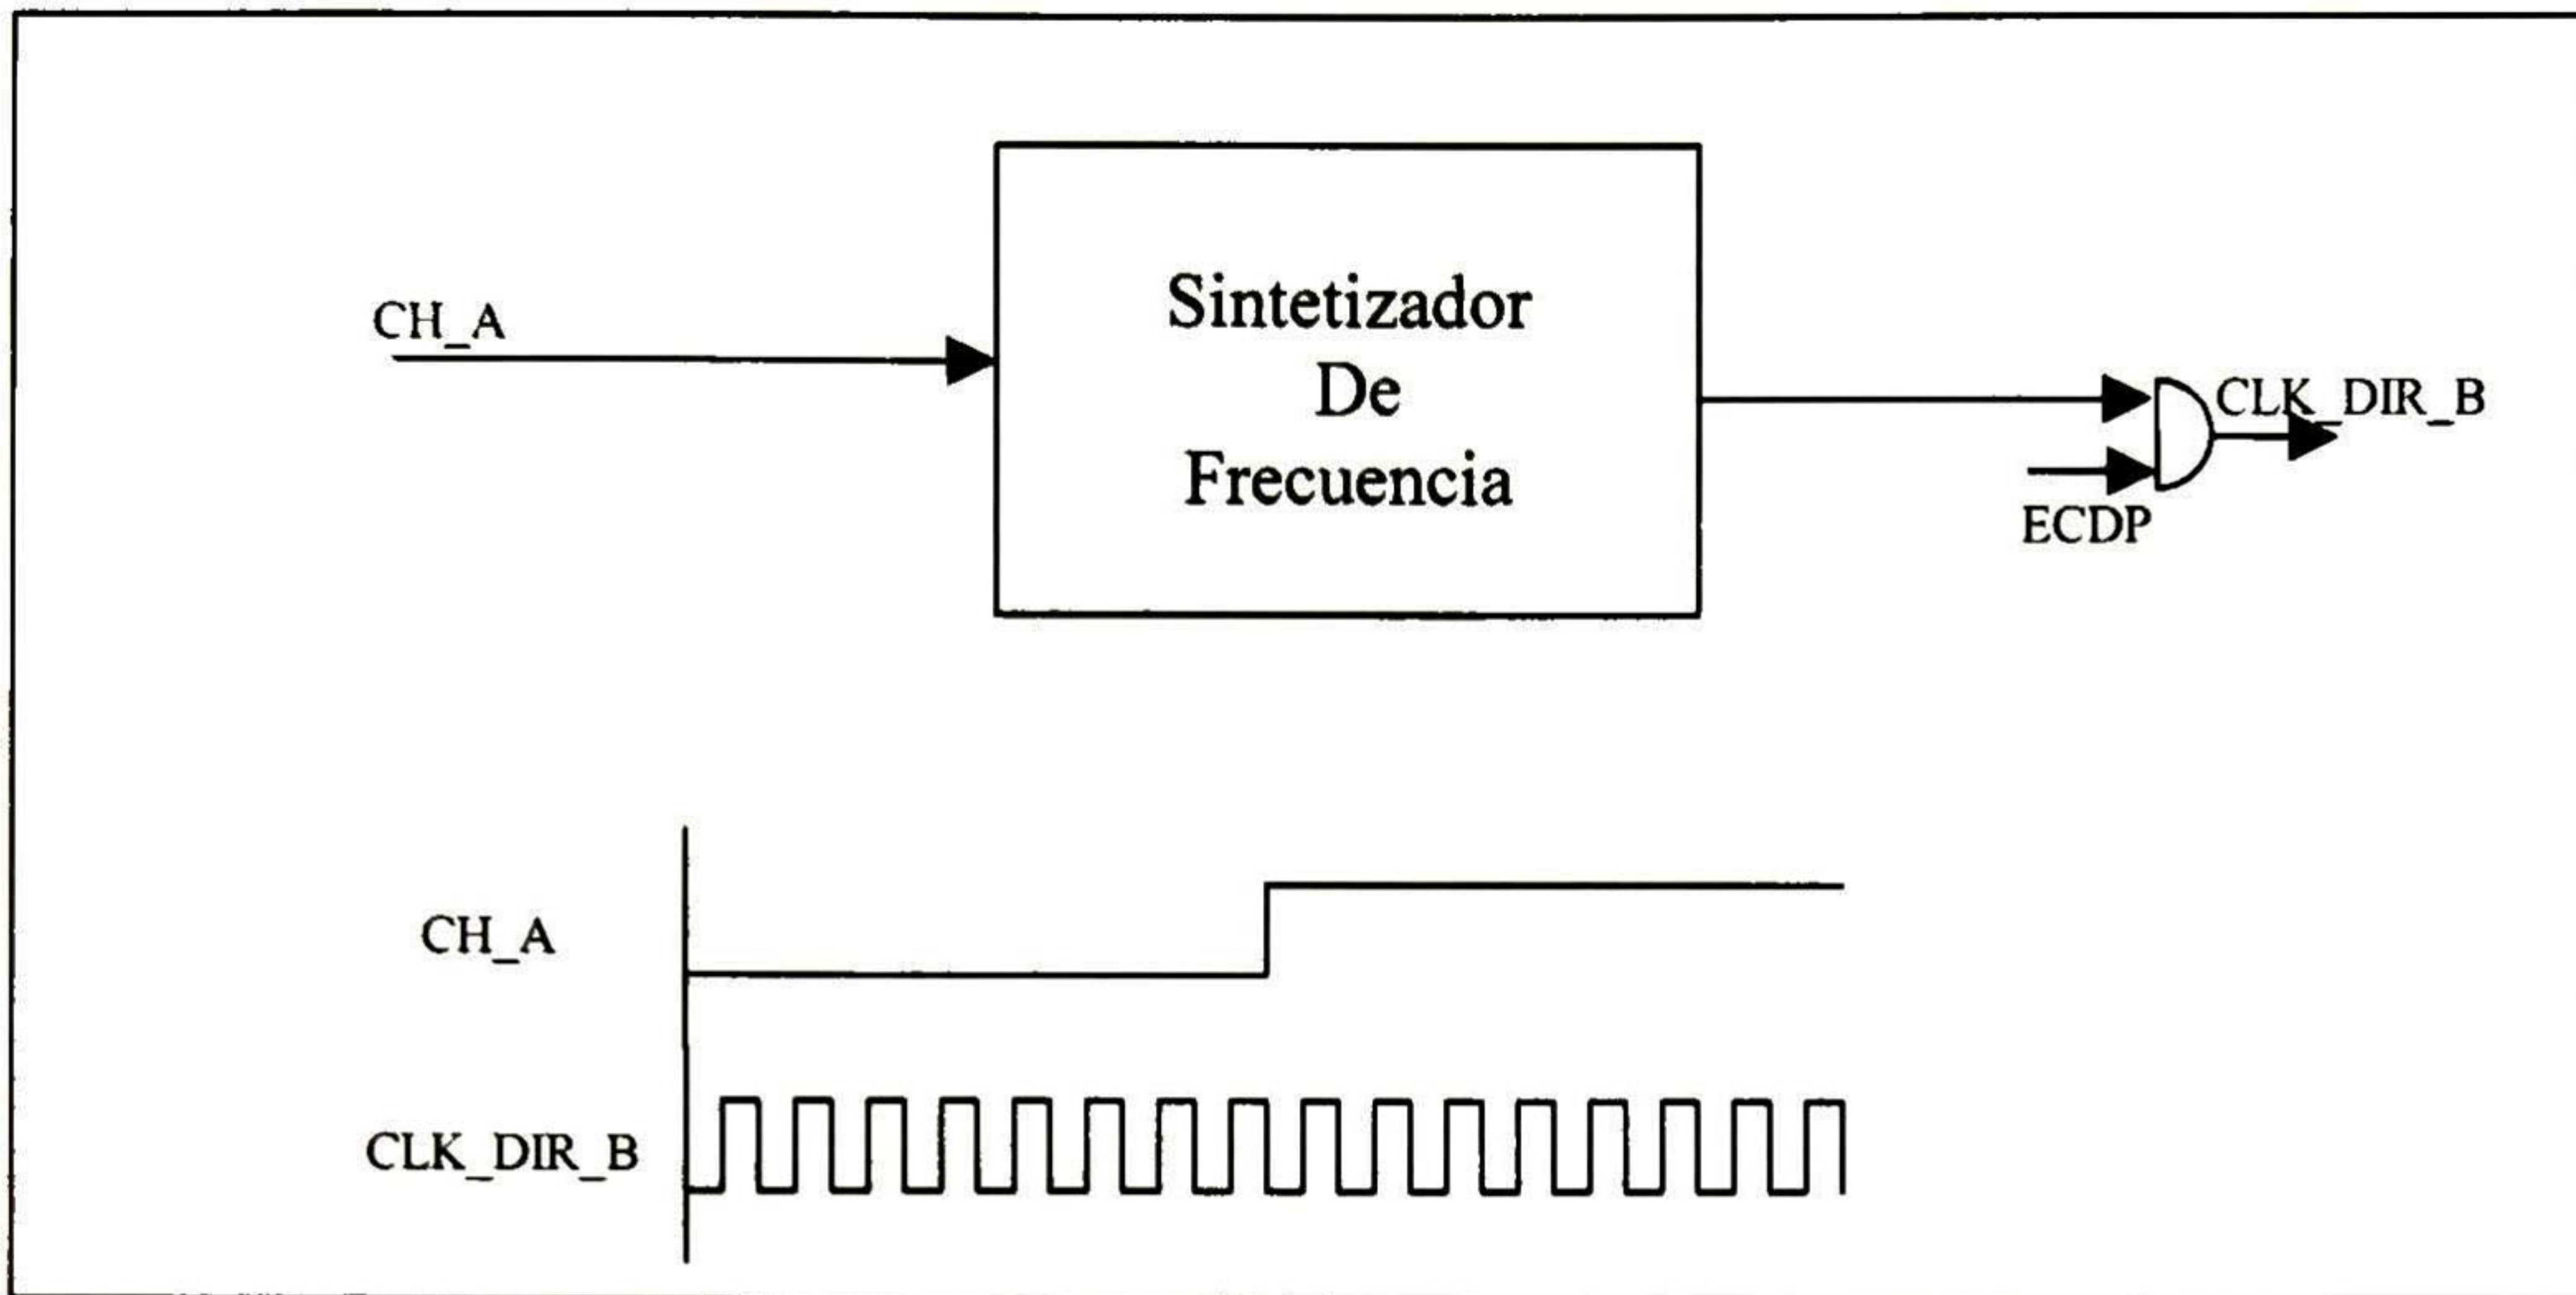 CH_A
Sintetizador
De
Frecuencia
CLK_DIR_B
ECDP
CH_A
CLK_DIR_B